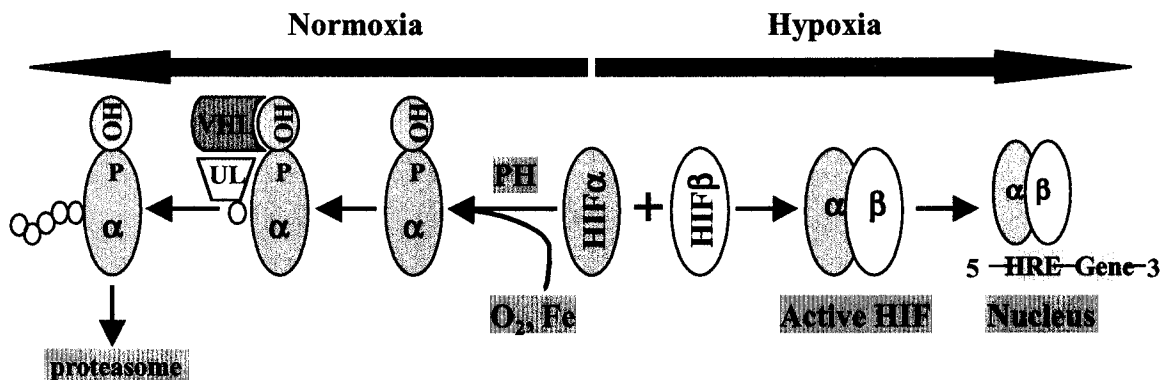 Normoxia
Hypoxia
OH
P
α
VHL
OH
UL
P
α
OH
P
α
PH
O₂, Fe
HIFα
+
HIFβ
α β
α β
5 HRE Gene 3
Active HIF
Nucleus
proteasome